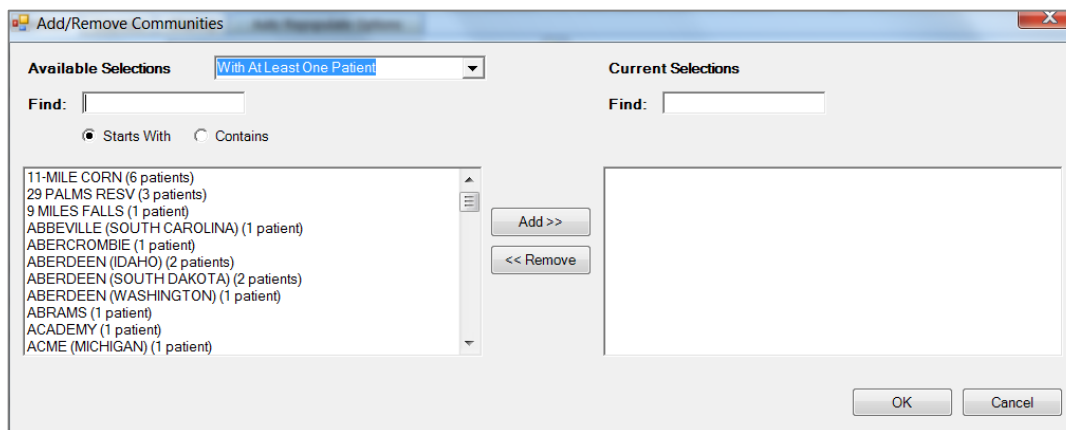 Add/Remove Communities
Available Selections With At Least One Patient Current Selections
Find: Find:
Starts With Contains
11-MILE CORN (6 patients)
29 PALMS RESV (3 patients)
9 MILES FALLS (1 patient)
ABBEVILLE (SOUTH CAROLINA) (1 patient)
ABERCROMBIE (1 patient)
ABERDEEN (IDAHO) (2 patients)
ABERDEEN (SOUTH DAKOTA) (2 patients)
ABERDEEN (WASHINGTON) (1 patient)
ABRAMS (1 patient)
ACADEMY (1 patient)
ACME (MICHIGAN) (1 patient)
Add >>
<< Remove
OK Cancel